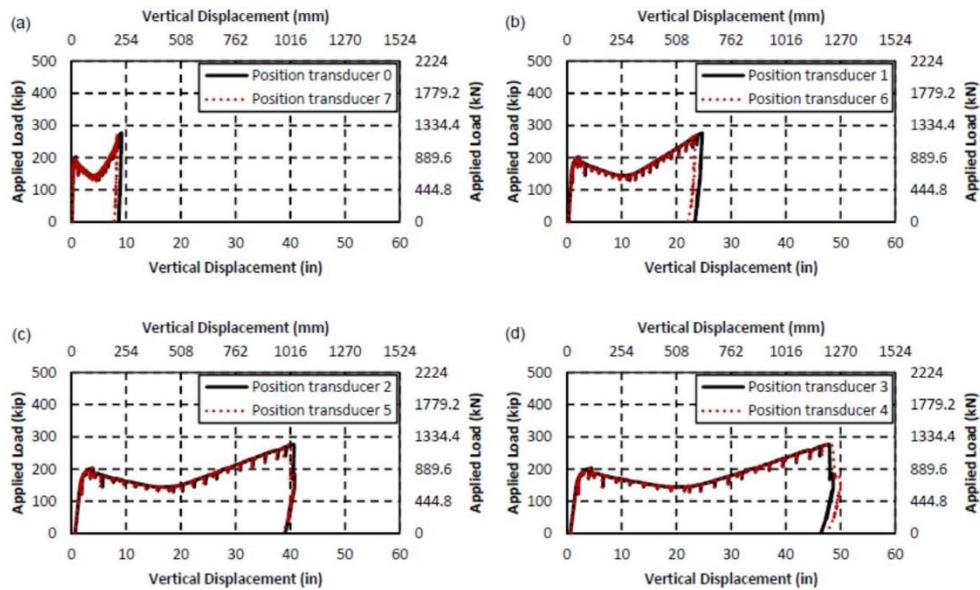 (a)
Vertical Displacement (mm)
0 254 508 762 1016 1270 1524
Applied Load (kip)
500
400
300
200
100
0
Position transducer 0
Position transducer 7
2224
1779.2
1334.4
889.6
444.8
0
Applied Load (kN)
0 10 20 30 40 50 60
Vertical Displacement (in)
(b)
Vertical Displacement (mm)
0 254 508 762 1016 1270 1524
Applied Load (kip)
500
400
300
200
100
0
Position transducer 1
Position transducer 6
2224
1779.2
1334.4
889.6
444.8
0
Applied Load (kN)
0 10 20 30 40 50 60
Vertical Displacement (in)
(c)
Vertical Displacement (mm)
0 254 508 762 1016 1270 1524
Applied Load (kip)
500
400
300
200
100
0
Position transducer 2
Position transducer 5
2224
1779.2
1334.4
889.6
444.8
0
Applied Load (kN)
0 10 20 30 40 50 60
Vertical Displacement (in)
(d)
Vertical Displacement (mm)
0 254 508 762 1016 1270 1524
Applied Load (kip)
500
400
300
200
100
0
Position transducer 3
Position transducer 4
2224
1779.2
1334.4
889.6
444.8
0
Applied Load (kN)
0 10 20 30 40 50 60
Vertical Displacement (in)